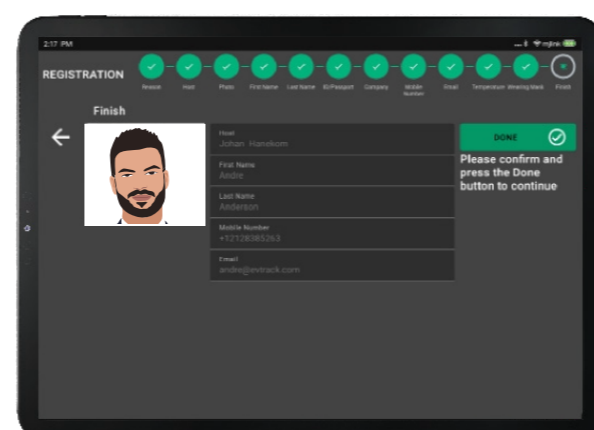 2:17 PM
mjlink
REGISTRATION
Reason
Host
Photo
First Name
Last Name
ID/Passport
Company
Mobile
Number
Email
Temperature
Wearing Mask
Finish
Finish
Host
Johan Hanekom
First Name
Andre
Last Name
Anderson
Mobile Number
+12128385263
Email
andre@evtrack.com
DONE
Please confirm and
press the Done
button to continue